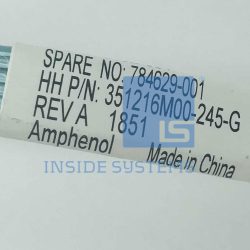 SPARE NO: 784629-001
HH P/N: 351216M00-245-G
REV A 1851
Amphenol Made in China
INSIDE SYSTEMS